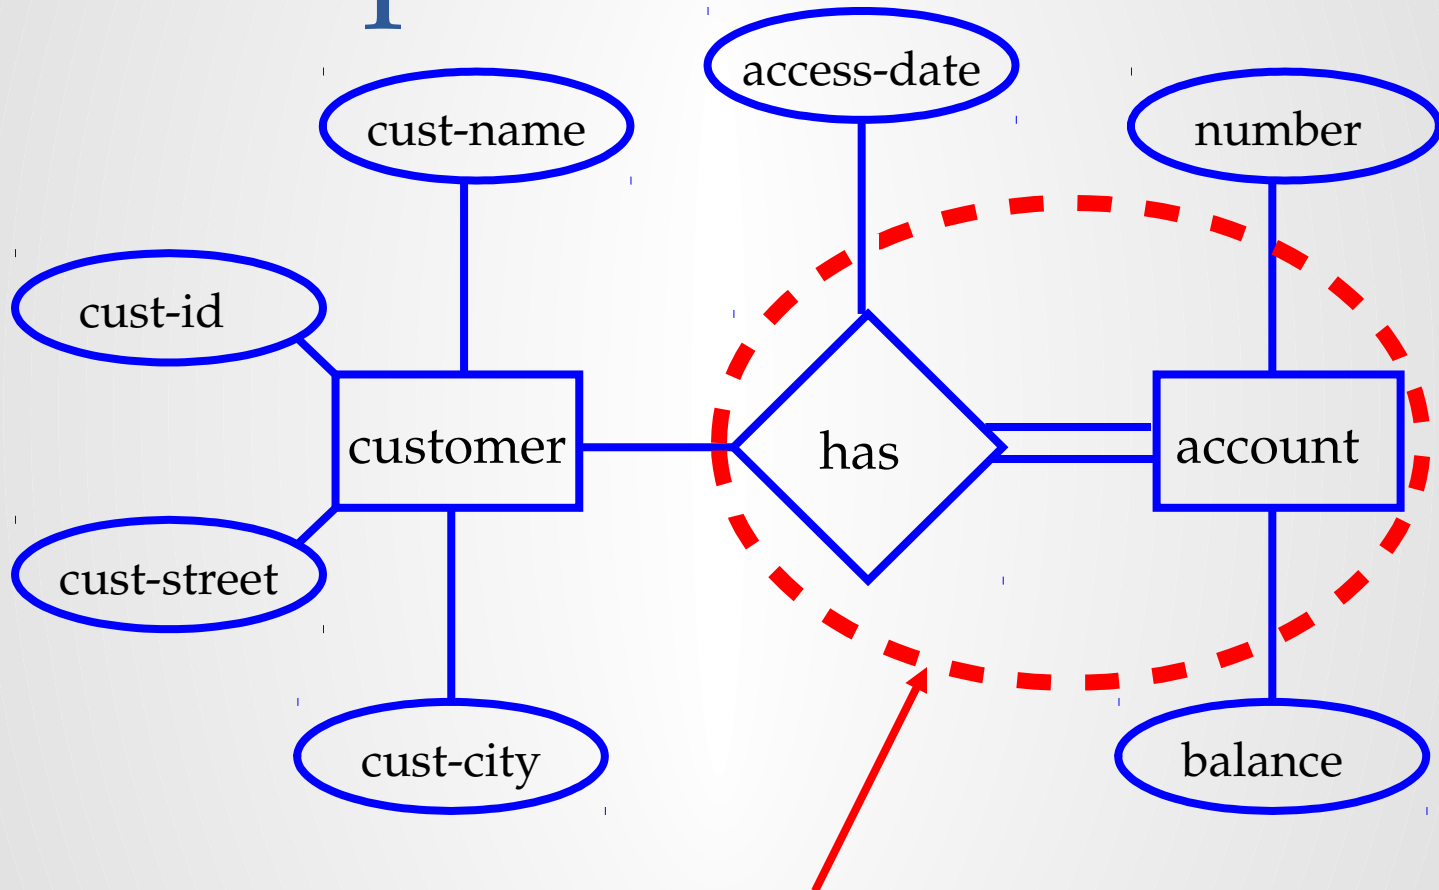 access-date
cust-name
number
cust-id
customer
has
account
cust-street
cust-city
balance